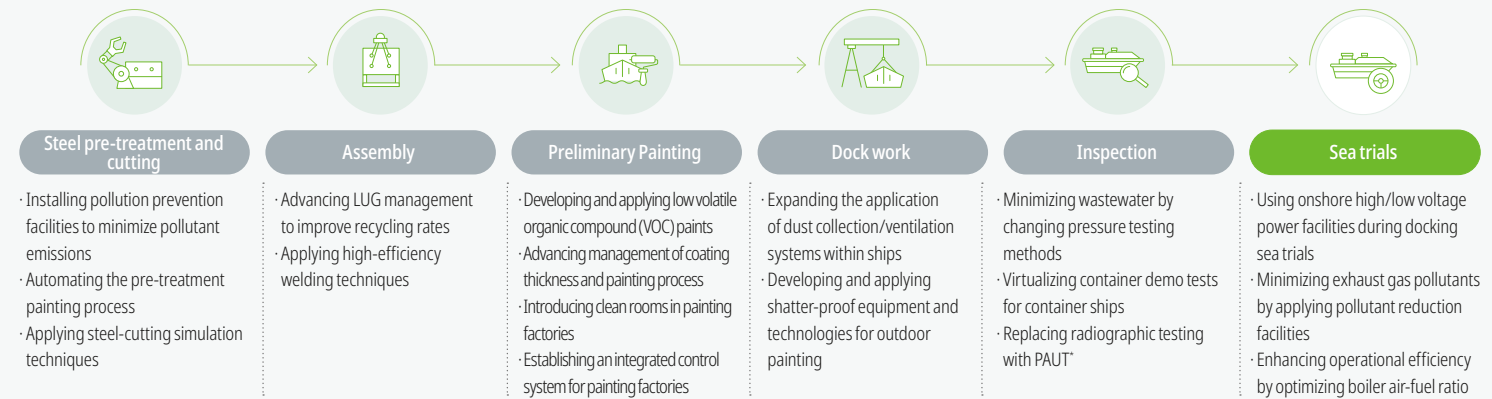 Steel pre-treatment and
cutting
· Installing pollution prevention
facilities to minimize pollutant
emissions
· Automating the pre-treatment
painting process
· Applying steel-cutting simulation
techniques
Assembly
· Advancing LUG management
to improve recycling rates
· Applying high-efficiency
welding techniques
Preliminary Painting
· Developing and applying low volatile
organic compound (VOC) paints
· Advancing management of coating
thickness and painting process
· Introducing clean rooms in painting
factories
· Establishing an integrated control
system for painting factories
Dock work
· Expanding the application
of dust collection/ventilation
systems within ships
· Developing and applying
shatter-proof equipment and
technologies for outdoor
painting
Inspection
· Minimizing wastewater by
changing pressure testing
methods
· Virtualizing container demo tests
for container ships
· Replacing radiographic testing
with PAUT*
Sea trials
· Using onshore high/low voltage
power facilities during docking
sea trials
· Minimizing exhaust gas pollutants
by applying pollutant reduction
facilities
· Enhancing operational efficiency
by optimizing boiler air-fuel ratio